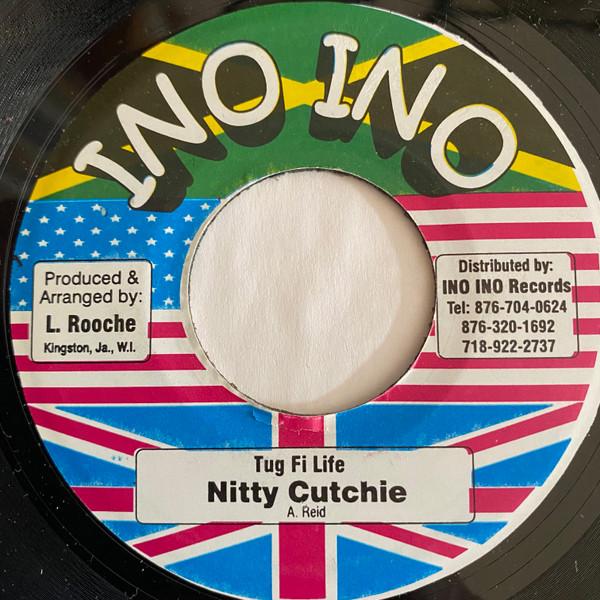 INO INO
Produced &
Arranged by:
L. Rooche
Kingston, Ja., W.I.
Distributed by:
INO INO Records
Tel: 876-704-0624
876-320-1692
718-922-2737
Tug Fi Life
Nitty Cutchie
A. Reid